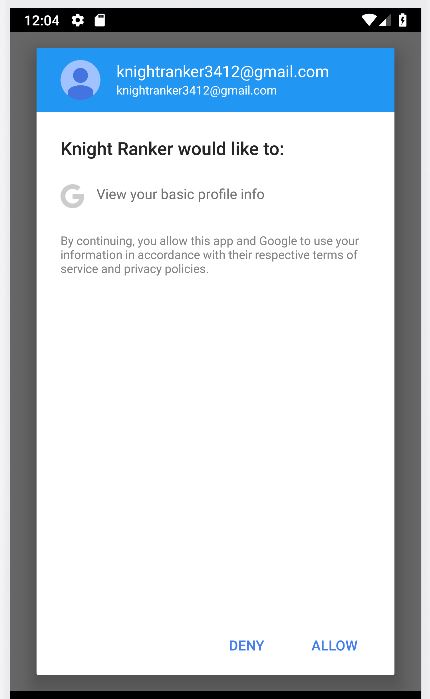 12:04
knightranker3412@gmail.com
knightranker3412@gmail.com
Knight Ranker would like to:
G View your basic profile info
By continuing, you allow this app and Google to use your
information in accordance with their respective terms of
service and privacy policies.
DENY ALLOW